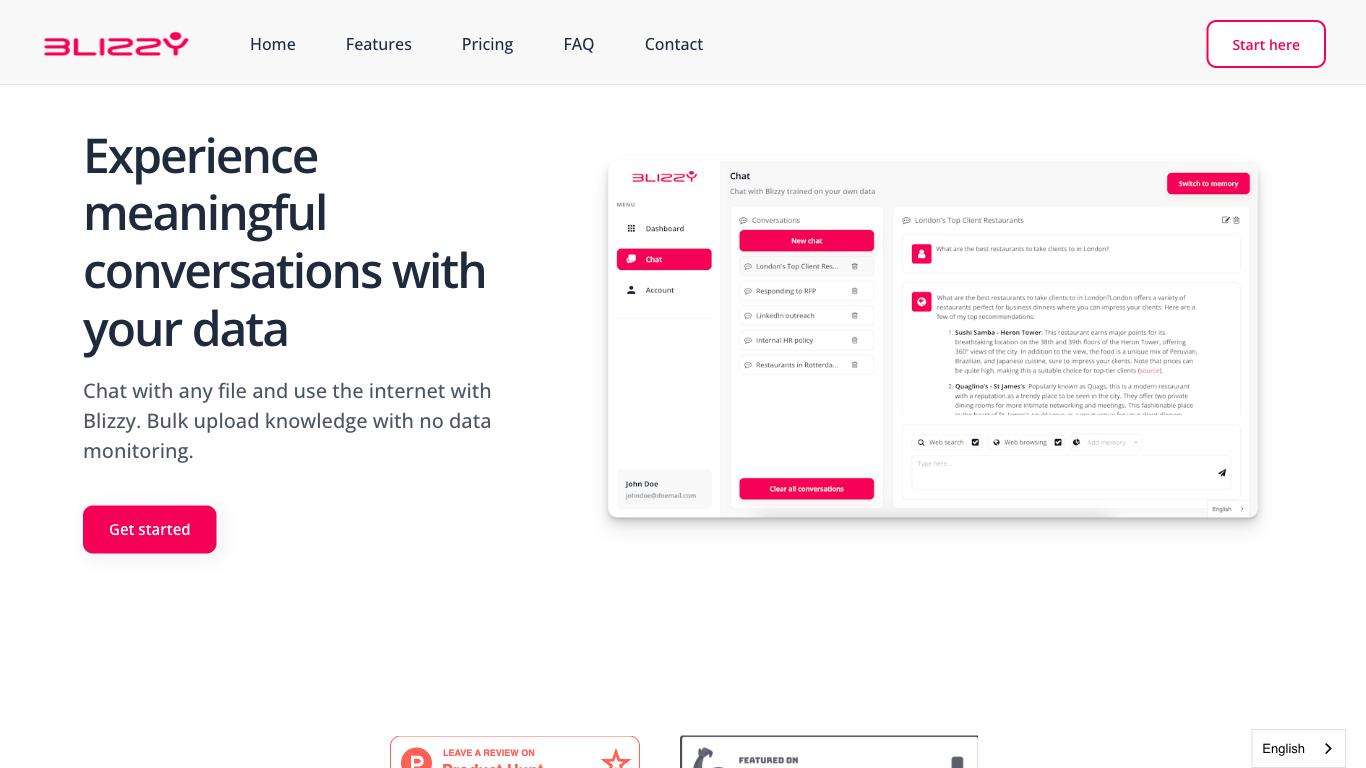 BLIZZY
Home
Features
Pricing
FAQ
Contact
Start here
Experience
meaningful
conversations with
your data
Chat with any file and use the internet with
Blizzy. Bulk upload knowledge with no data
monitoring.
Get started
BLIZZY
MENU
Dashboard
Chat
Account
John Doe
johndoe@doemail.com
Chat
Chat with Blizzy trained on your own data
Switch to memory
Conversations
New chat
London's Top Client Res...
Responding to RFP
LinkedIn outreach
Internal HR policy
Restaurants in Rotterda...
Clear all conversations
London's Top Client Restaurants
What are the best restaurants to take clients to in London?
What are the best restaurants to take clients to in London?London offers a variety of
restaurants perfect for business dinners where you can impress your clients. Here are a
few of my top recommendations:
1. Sushi Samba - Heron Tower: This restaurant earns major points for its
breathtaking location on the 38th and 39th floors of the Heron Tower, offering
360° views of the city. In addition to the view, the food is a unique mix of Peruvian,
Brazilian, and Japanese cuisine, sure to impress your clients. Note that prices can
be quite high, making this a suitable choice for top-tier clients (source).
2. Quaglino's - St James's: Popularly known as Quags, this is a modern restaurant
with a reputation as a trendy place to be seen in the city. They offer two private
dining rooms for more intimate networking and meetings. This fashionable place
Web search
Web browsing
Add memory
Type here...
English
LEAVE A REVIEW ON
Product Hunt
FEATURED ON
English